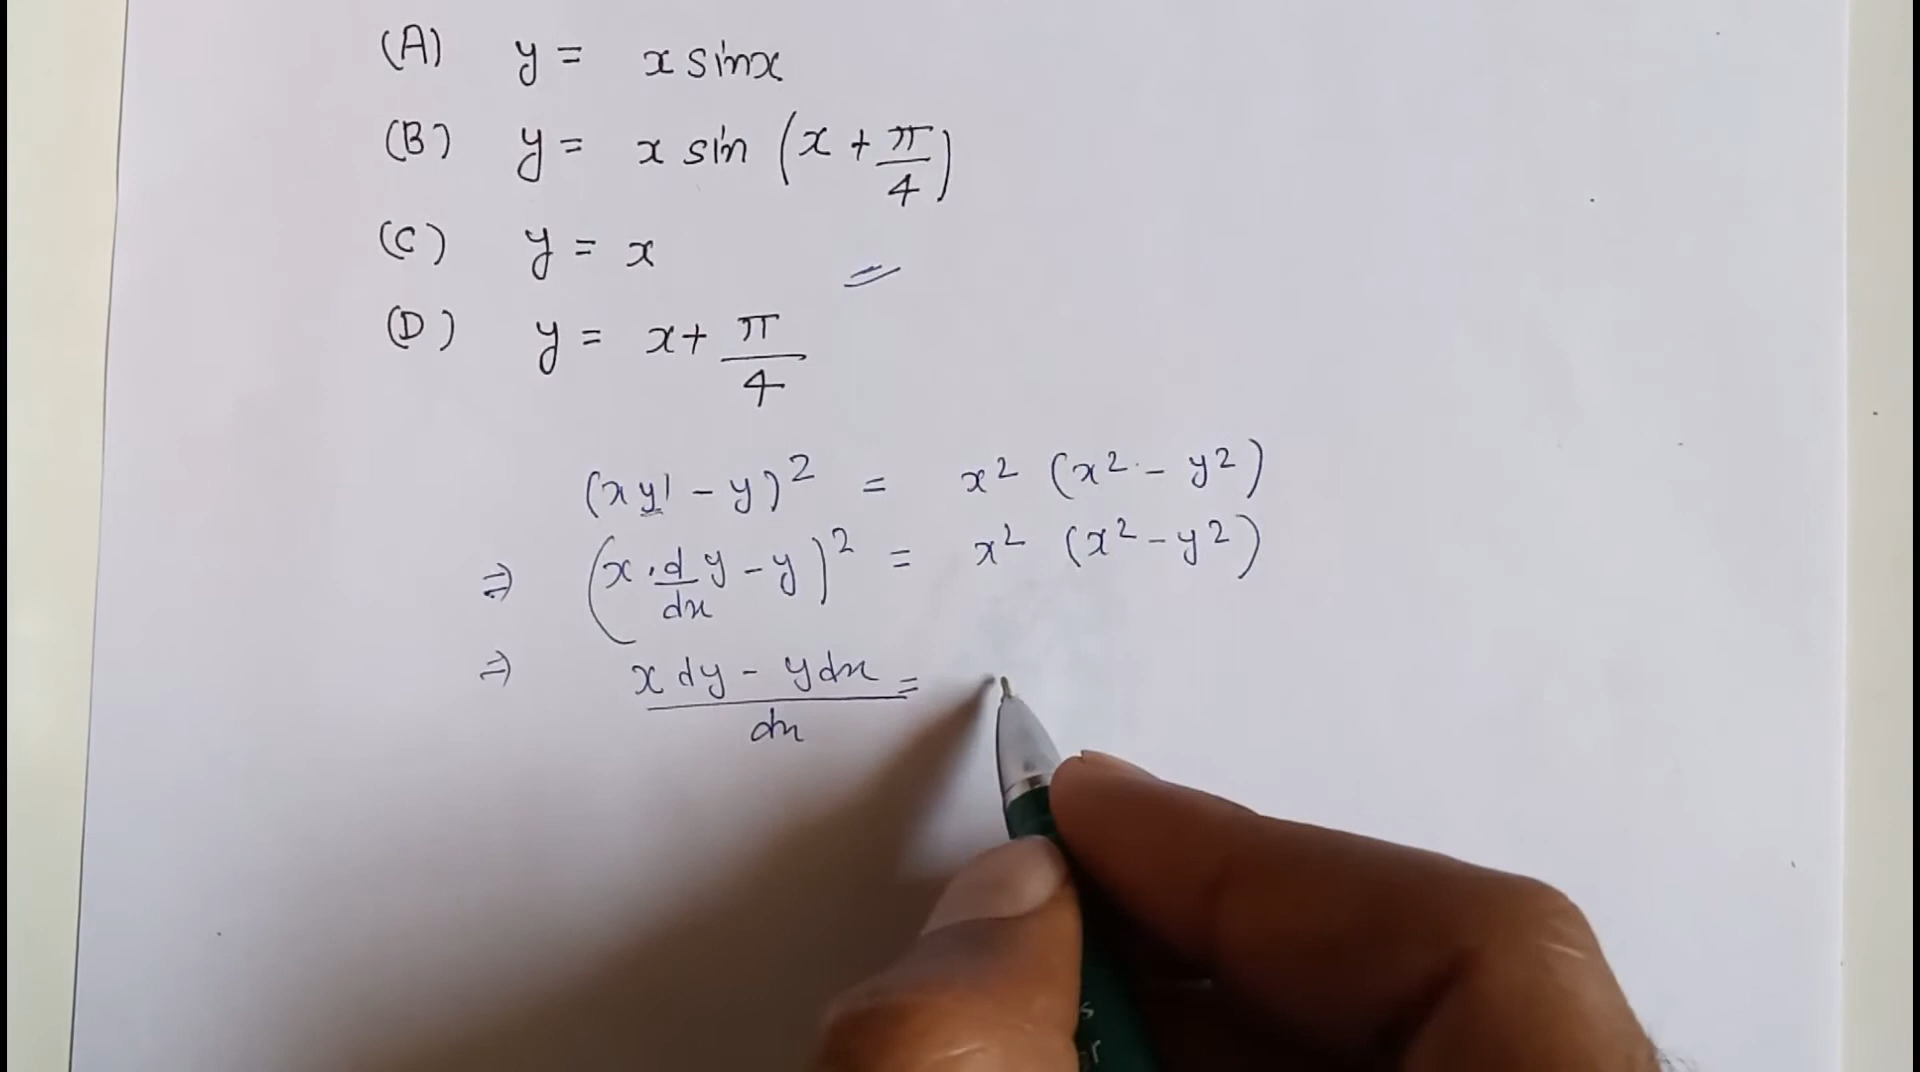 (A) y = x sinx
(B) y = x sin (x + π/4)
(C) y = x
(D) y = x + π/4
(xy' - y)² = x² (x² - y²)
⇒ (x · d/dx y - y)² = x² (x² - y²)
⇒ x dy - y dx / dx =